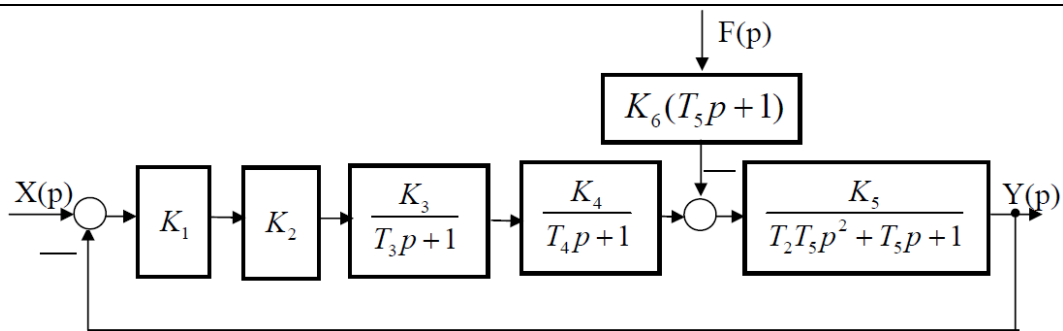 F(p)
K₆(T₅p + 1)
X(p)
K₁
K₂
K₃
T₃p + 1
K₄
T₄p + 1
K₅
T₂T₅p² + T₅p + 1
Y(p)